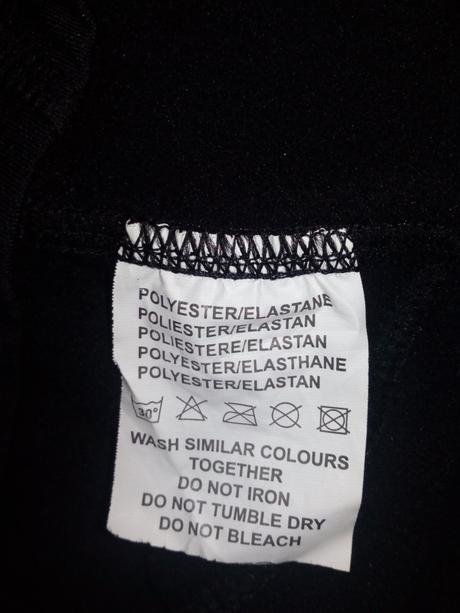 POLYESTER/ELASTANE
POLIESTER/ELASTAN
POLIESTERE/ELASTAN
POLYESTER/ELASTHANE
POLYESTER/ELASTAN
30°
WASH SIMILAR COLOURS
TOGETHER
DO NOT IRON
DO NOT TUMBLE DRY
DO NOT BLEACH